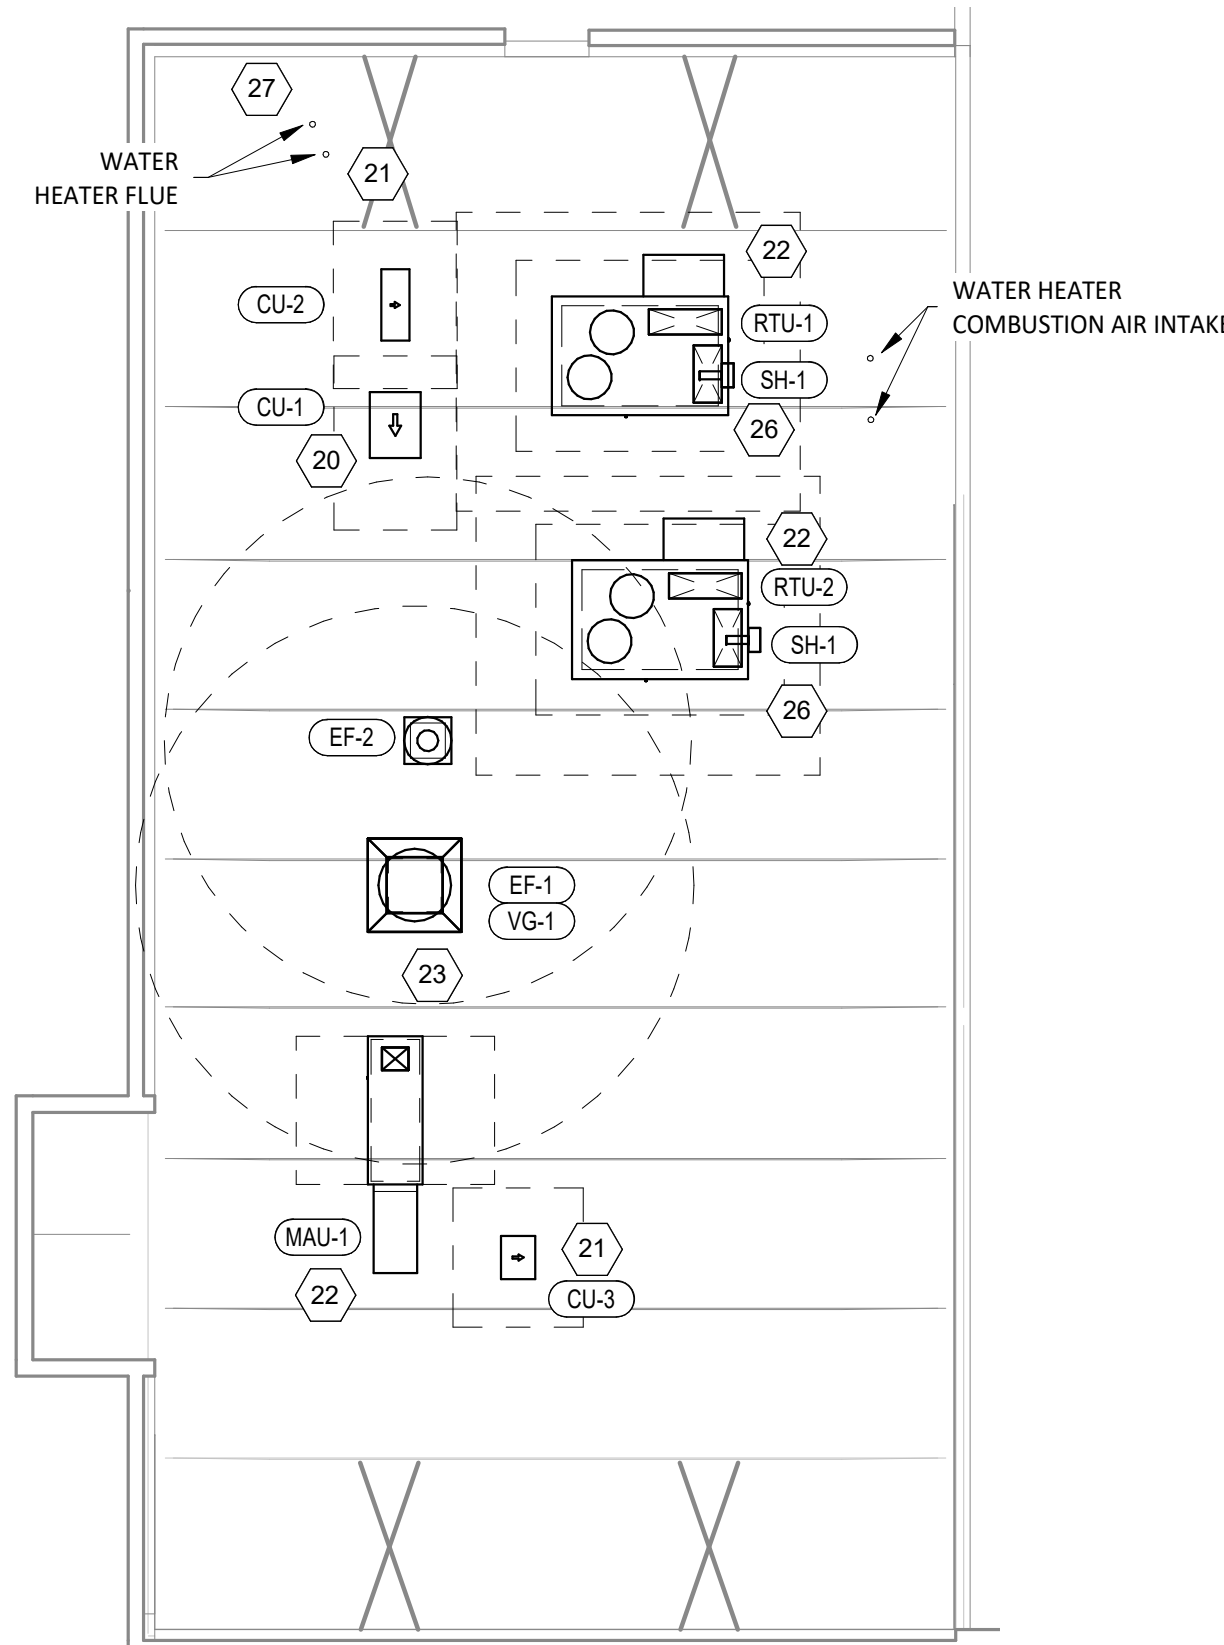 27
WATER
HEATER FLUE
21
22
CU-2
RTU-1
WATER HEATER
COMBUSTION AIR INTAKE
SH-1
CU-1
26
20
22
RTU-2
SH-1
26
EF-2
EF-1
VG-1
23
MAU-1
21
22
CU-3